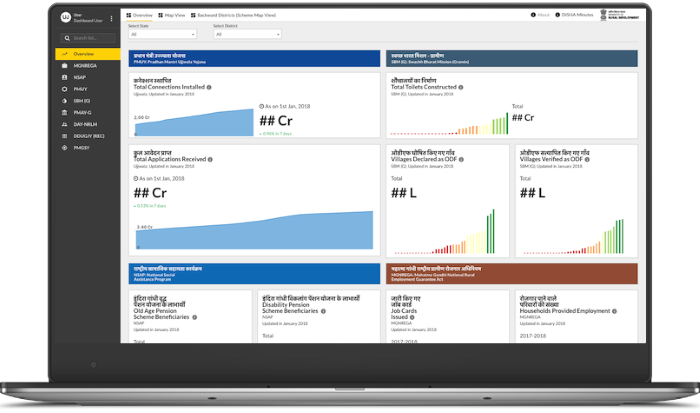 User
Dashboard User
Search list..
Overview
MGNREGA
NSAP
PMUY
SBM (G)
PMAY-G
DAY-NRLM
DDUGJY (REC)
PMGSY
Overview
Map View
Backward Districts (Scheme Map View)
About
DISHA Minutes
RURAL DEVELOPMENT
Select State
All
Select District
All
प्रधान मंत्री उज्ज्वला योजना
PMUY: Pradhan Mantri Ujjwala Yojana
स्वच्छ भारत मिशन - ग्रामीण
SBM (G): Swachh Bharat Mission (Gramin)
कनेक्शन स्थापित
Total Connections Installed
Ujjwala: Updated in January 2018
2.60 Cr
0
As on 1st Jan, 2018
## Cr
+ 0.96% in 7 days
शौचालयों का निर्माण
Total Toilets Constructed
SBM (G): Updated in January 2018
Total
## Cr
कुल आवेदन प्राप्त
Total Applications Received
Ujjwala: Updated in January 2018
As on 1st Jan, 2018
## Cr
+ 0.53% in 7 days
2.60 Cr
0
ओडीएफ घोषित किए गए गाँव
Villages Declared as ODF
SBM (G): Updated in January 2018
Total
## L
ओडीएफ सत्यापित किए गए गाँव
Villages Verified as ODF
SBM (G): Updated in January 2018
Total
## L
राष्ट्रीय सामाजिक सहायता कार्यक्रम
NSAP: National Social
Assistance Program
महात्मा गांधी राष्ट्रीय ग्रामीण रोजगार अधिनियम
MGNREGA: Mahatma Gandhi National Rural
Employment Guarantee Act
इंदिरा गांधी वृद्ध
पेंशन योजना के लाभार्थी
Old Age Pension
Scheme Beneficiaries
NSAP
Updated in January 2018
Total
इंदिरा गांधी विकलांग पेंशन योजना के लाभार्थी
Disability Pension
Scheme Beneficiaries
NSAP
Updated in January 2018
Total
जारी किए गए
जॉब कार्ड
Job Cards
Issued
MGNREGA
Updated in January 2018
2017-2018
रोज़गार पाने वाले
परिवारों की संख्या
Households Provided Employment
MGNREGA
Updated in January 2018
2017-2018